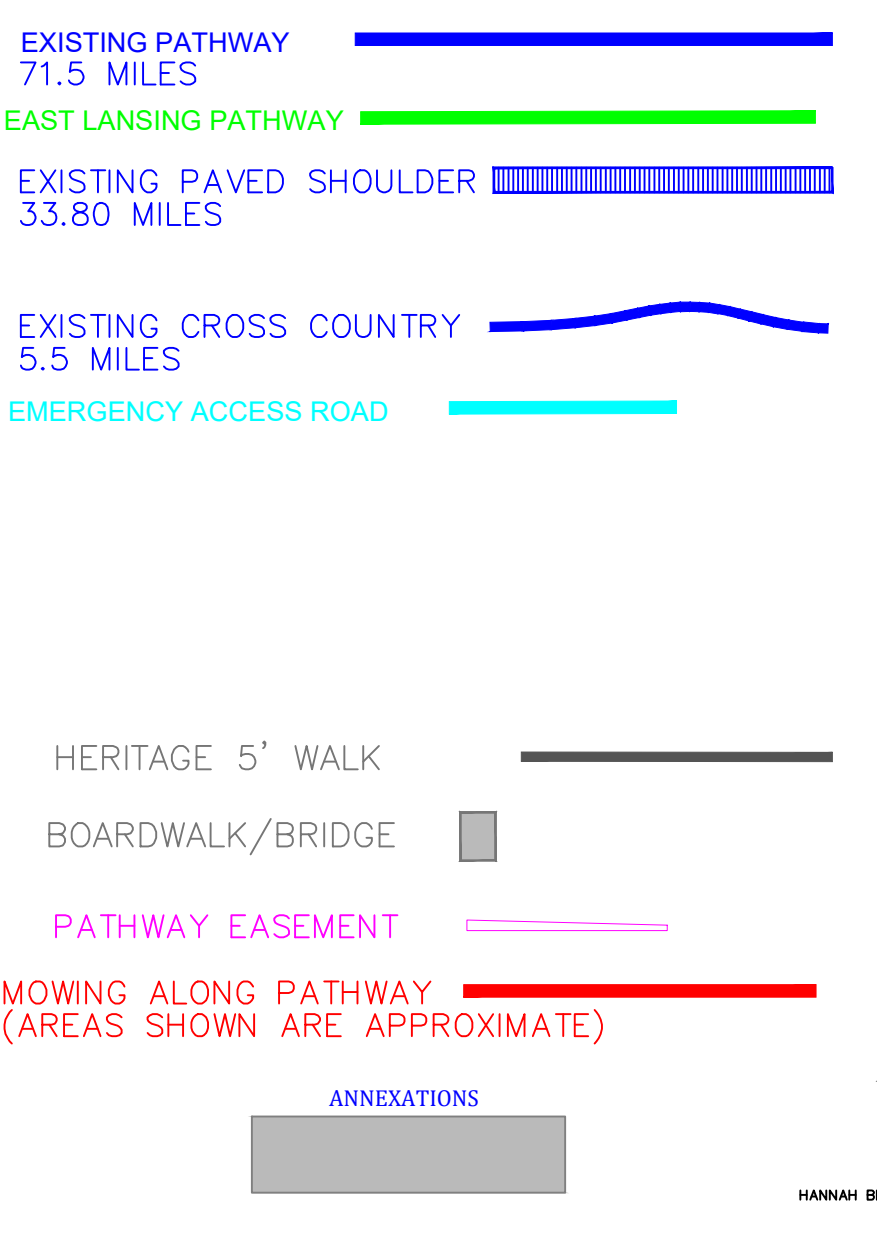 EXISTING PATHWAY
71.5 MILES
EAST LANSING PATHWAY
EXISTING PAVED SHOULDER
33.80 MILES
EXISTING CROSS COUNTRY
5.5 MILES
EMERGENCY ACCESS ROAD
HERITAGE 5' WALK
BOARDWALK/BRIDGE
PATHWAY EASEMENT
MOWING ALONG PATHWAY
(AREAS SHOWN ARE APPROXIMATE)
ANNEXATIONS
HANNAH